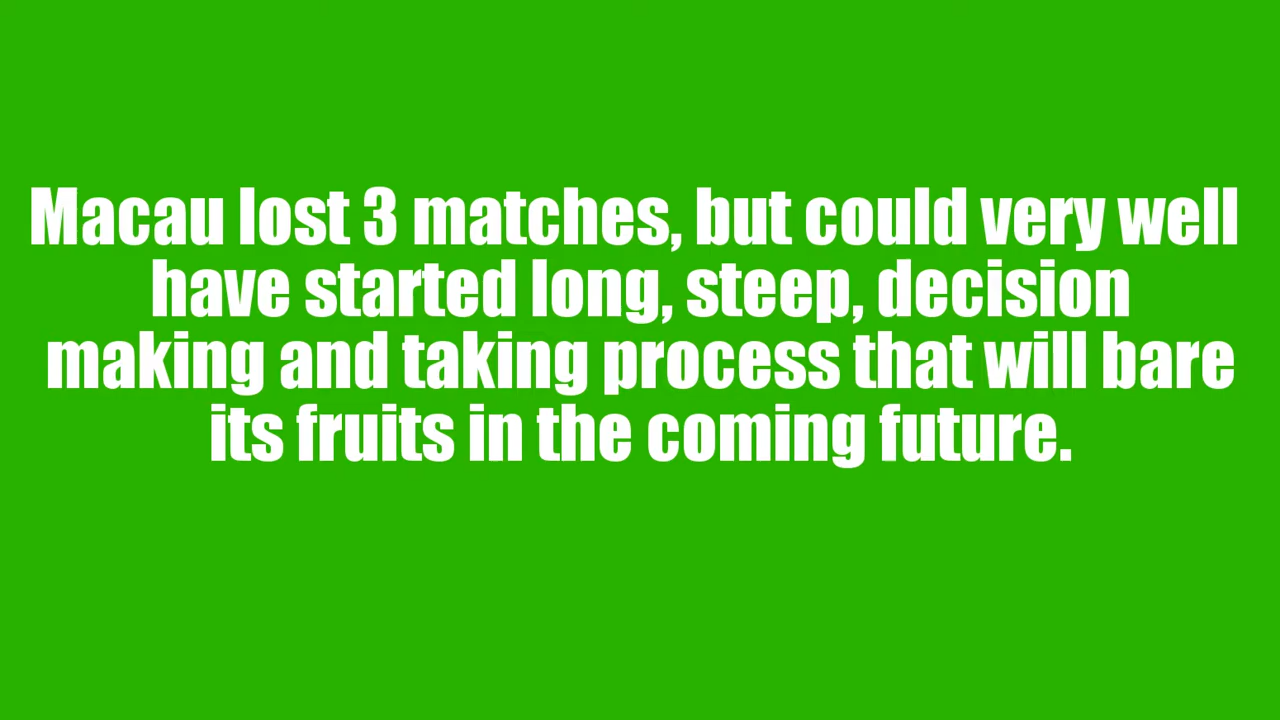 Macau lost 3 matches, but could very well
have started long, steep, decision
making and taking process that will bare
its fruits in the coming future.